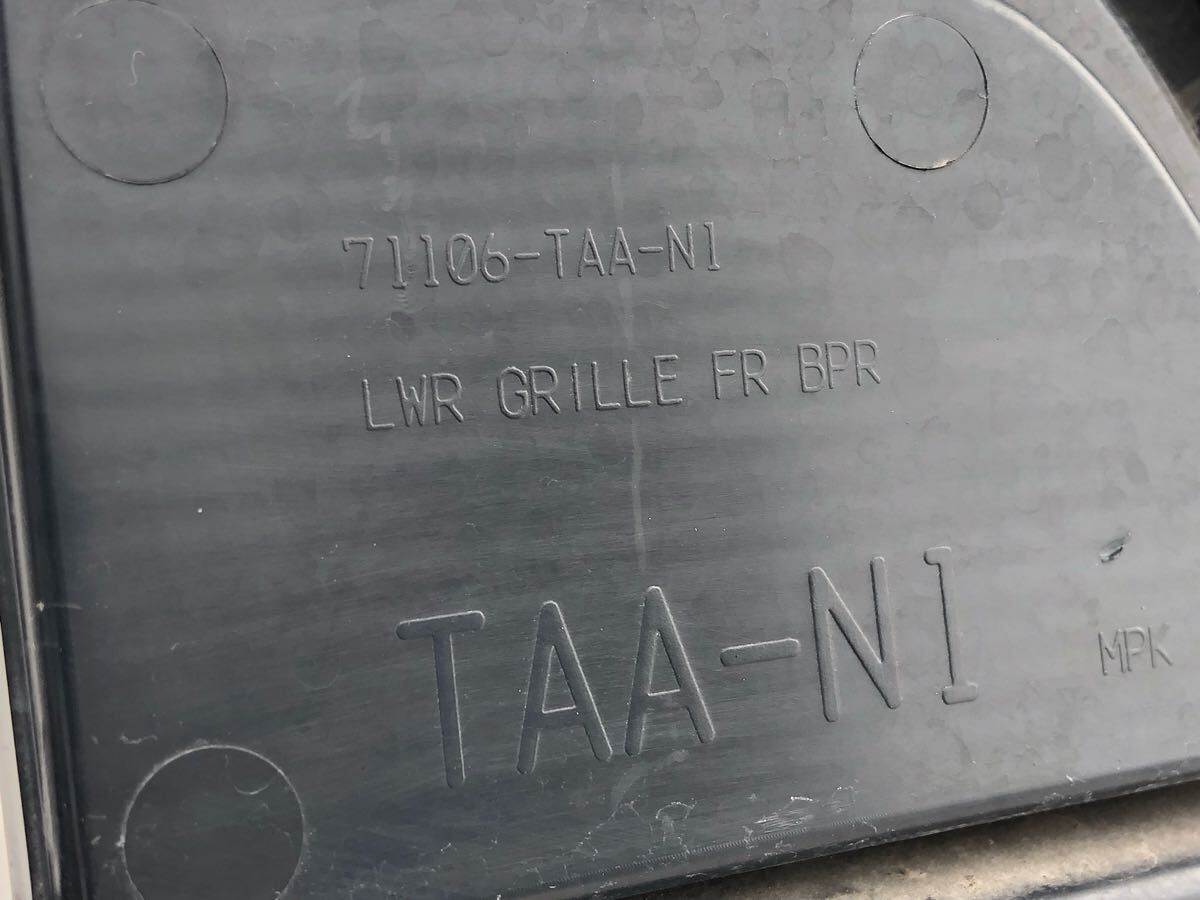 71106-TAA-N1
LWR GRILLE FR BPR
TAA-N1
MPK